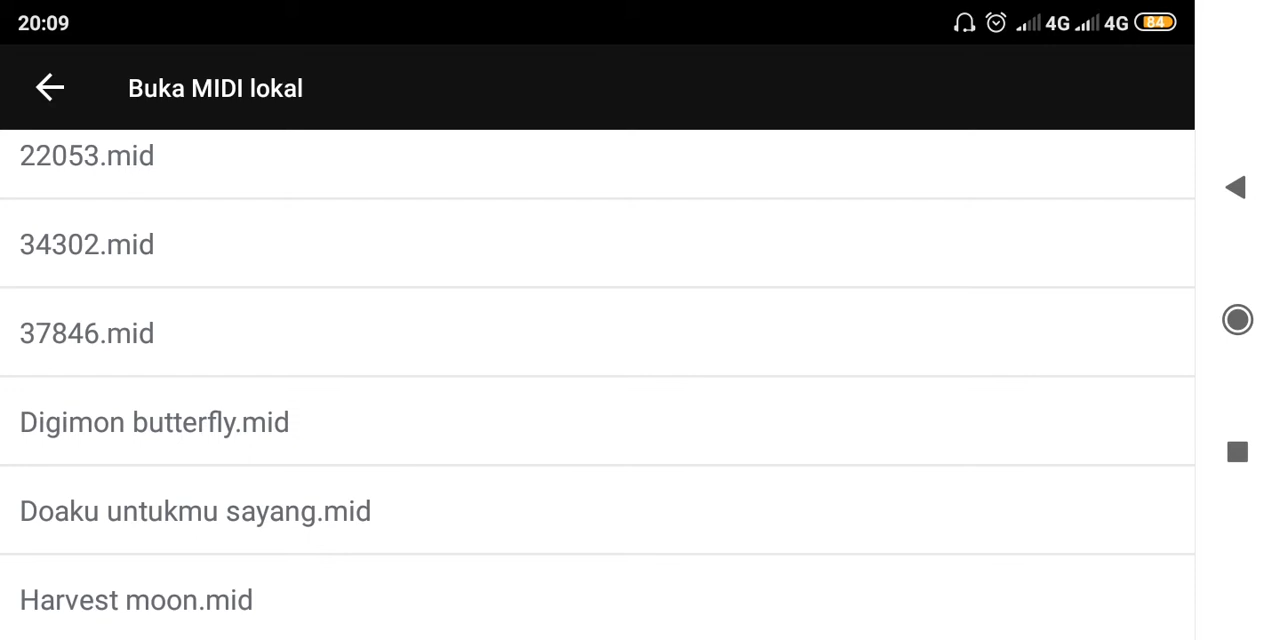 20:09 4G 4G 84
Buka MIDI lokal
22053.mid
34302.mid
37846.mid
Digimon butterfly.mid
Doaku untukmu sayang.mid
Harvest moon.mid